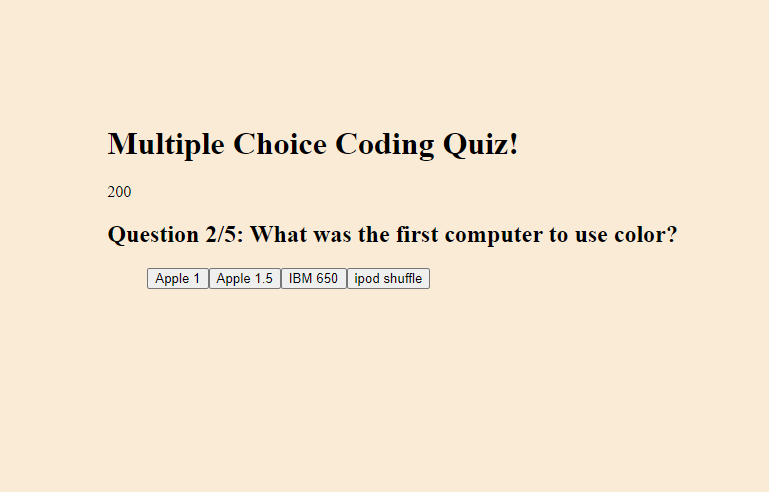 Multiple Choice Coding Quiz!
200
Question 2/5: What was the first computer to use color?
Apple 1 Apple 1.5 IBM 650 ipod shuffle